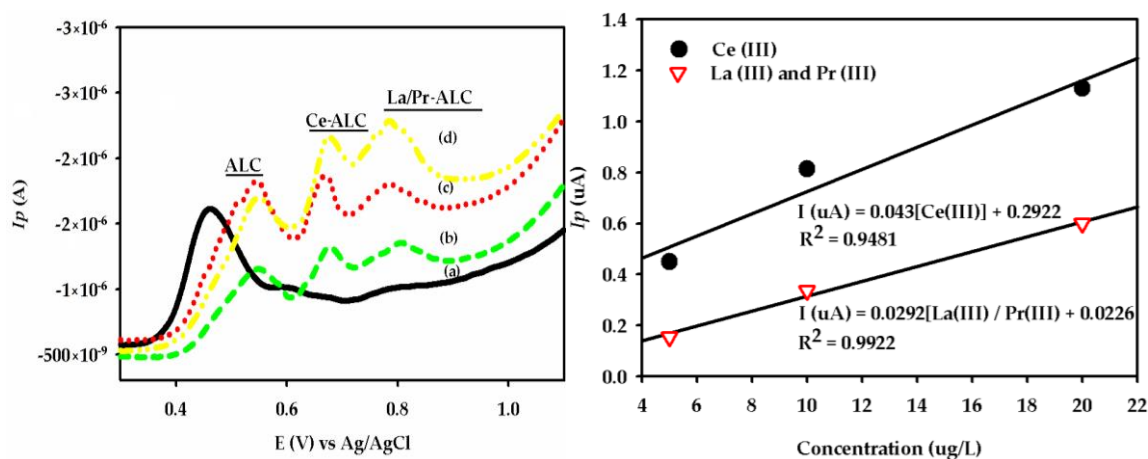 -3×10⁻⁶
-3×10⁻⁶
-2×10⁻⁶
-2×10⁻⁶
-1×10⁻⁶
-500×10⁻⁹
Ip (A)
ALC
Ce-ALC
La/Pr-ALC
(d)
(c)
(b)
(a)
0.4 0.6 0.8 1.0
E (V) vs Ag/AgCl
1.4
1.2
1.0
0.8
0.6
0.4
0.2
0.0
Ip (uA)
Ce (III)
La (III) and Pr (III)
I (uA) = 0.043[Ce(III)] + 0.2922
R² = 0.9481
I (uA) = 0.0292[La(III) / Pr(III) + 0.0226
R² = 0.9922
4 6 8 10 12 14 16 18 20 22
Concentration (ug/L)